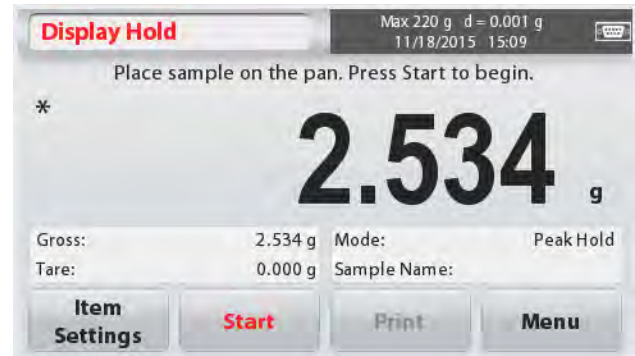 Display Hold
Max 220 g d = 0.001 g
11/18/2015 15:09
Place sample on the pan. Press Start to begin.
*
2.534 g
Gross: 2.534 g Mode: Peak Hold
Tare: 0.000 g Sample Name:
Item Settings
Start
Print
Menu